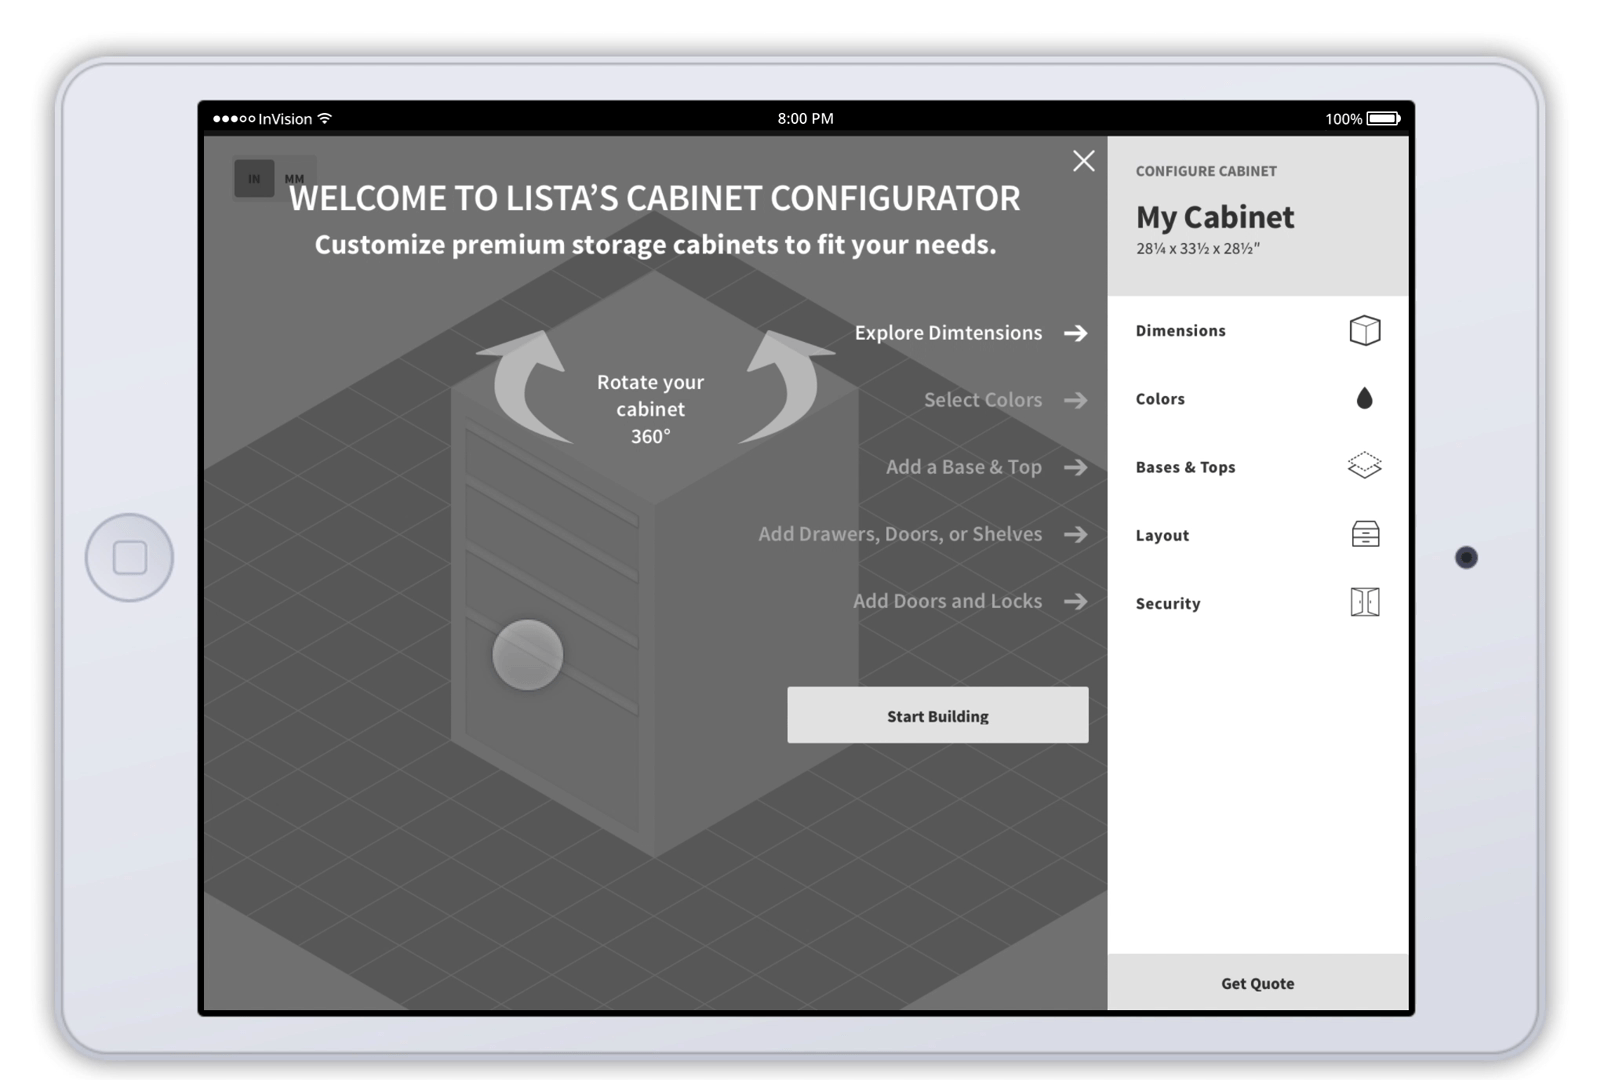 InVision
8:00 PM
100%
IN
MM
WELCOME TO LISTA’S CABINET CONFIGURATOR
Customize premium storage cabinets to fit your needs.
Rotate your
cabinet
360°
Explore Dimtensions
Select Colors
Add a Base & Top
Add Drawers, Doors, or Shelves
Add Doors and Locks
Start Building
CONFIGURE CABINET
My Cabinet
28¼ x 33½ x 28½"
Dimensions
Colors
Bases & Tops
Layout
Security
Get Quote